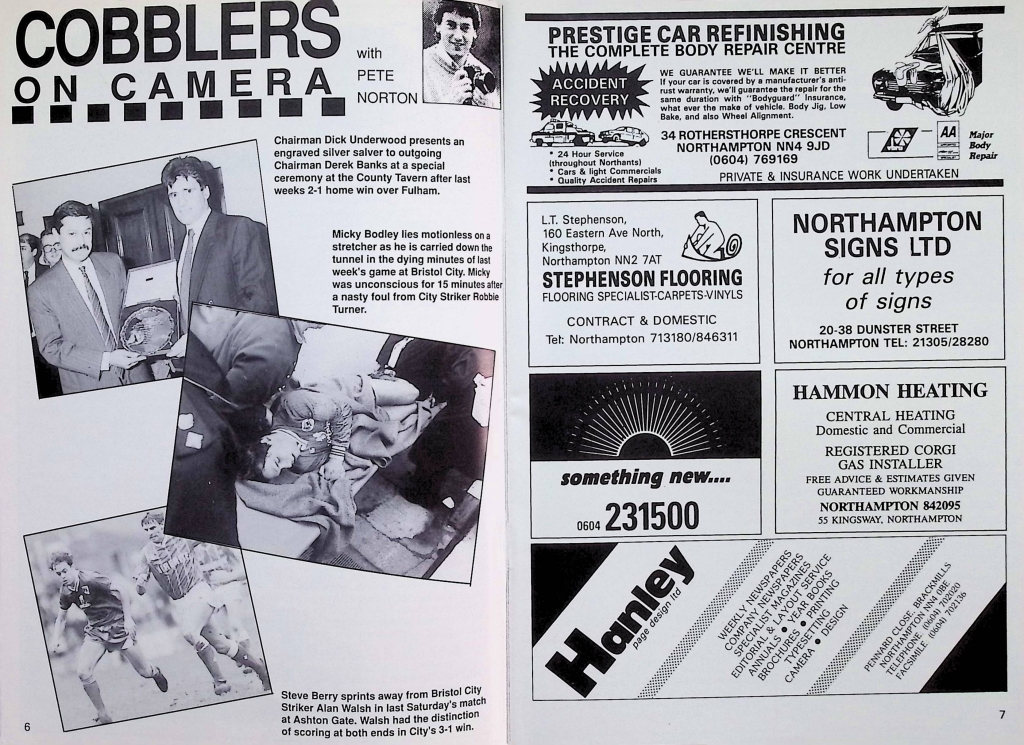 COBBLERS
ON CAMERA
with
PETE
NORTON
Chairman Dick Underwood presents an
engraved silver salver to outgoing
Chairman Derek Banks at a special
ceremony at the County Tavern after last
weeks 2-1 home win over Fulham.
Micky Bodley lies motionless on a
stretcher as he is carried down the
tunnel in the dying minutes of last
week's game at Bristol City. Micky
was unconscious for 15 minutes after
a nasty foul from City Striker Robbie
Turner.
Steve Berry sprints away from Bristol City
Striker Alan Walsh in last Saturday's match
at Ashton Gate. Walsh had the distinction
of scoring at both ends in City's 3-1 win.
6
PRESTIGE CAR REFINISHING
THE COMPLETE BODY REPAIR CENTRE
ACCIDENT
RECOVERY
WE GUARANTEE WE'LL MAKE IT BETTER
If your car is covered by a manufacturer's anti-
rust warranty, we'll guarantee the repair for the
same duration with "Bodyguard" Insurance,
what ever the make of vehicle. Body Jig, Low
Bake, and also Wheel Alignment.
34 ROTHERSTHORPE CRESCENT
NORTHAMPTON NN4 9JD
(0604) 769169
* 24 Hour Service
(throughout Northants)
* Cars & light Commercials
* Quality Accident Repairs
AA
Major
Body
Repair
PRIVATE & INSURANCE WORK UNDERTAKEN
L.T. Stephenson,
160 Eastern Ave North,
Kingsthorpe,
Northampton NN2 7AT
STEPHENSON FLOORING
FLOORING SPECIALIST-CARPETS-VINYLS
CONTRACT & DOMESTIC
Tel: Northampton 713180/846311
NORTHAMPTON
SIGNS LTD
for all types
of signs
20-38 DUNSTER STREET
NORTHAMPTON TEL: 21305/28280
something new....
0604 231500
HAMMON HEATING
CENTRAL HEATING
Domestic and Commercial
REGISTERED CORGI
GAS INSTALLER
FREE ADVICE & ESTIMATES GIVEN
GUARANTEED WORKMANSHIP
NORTHAMPTON 842095
55 KINGSWAY, NORTHAMPTON
Hanley
page design ltd
WEEKLY NEWSPAPERS
COMPANY NEWSPAPERS
SPECIALIST MAGAZINES
EDITORIAL & LAYOUT SERVICE
ANNUALS • YEAR BOOKS
BROCHURES • PRINTING
TYPESETTING
CAMERA • DESIGN
PENNARD CLOSE, BRACKMILLS
NORTHAMPTON NN4 0BE
TELEPHONE. (0604) 702020
FACSIMILE (0604) 702136
7